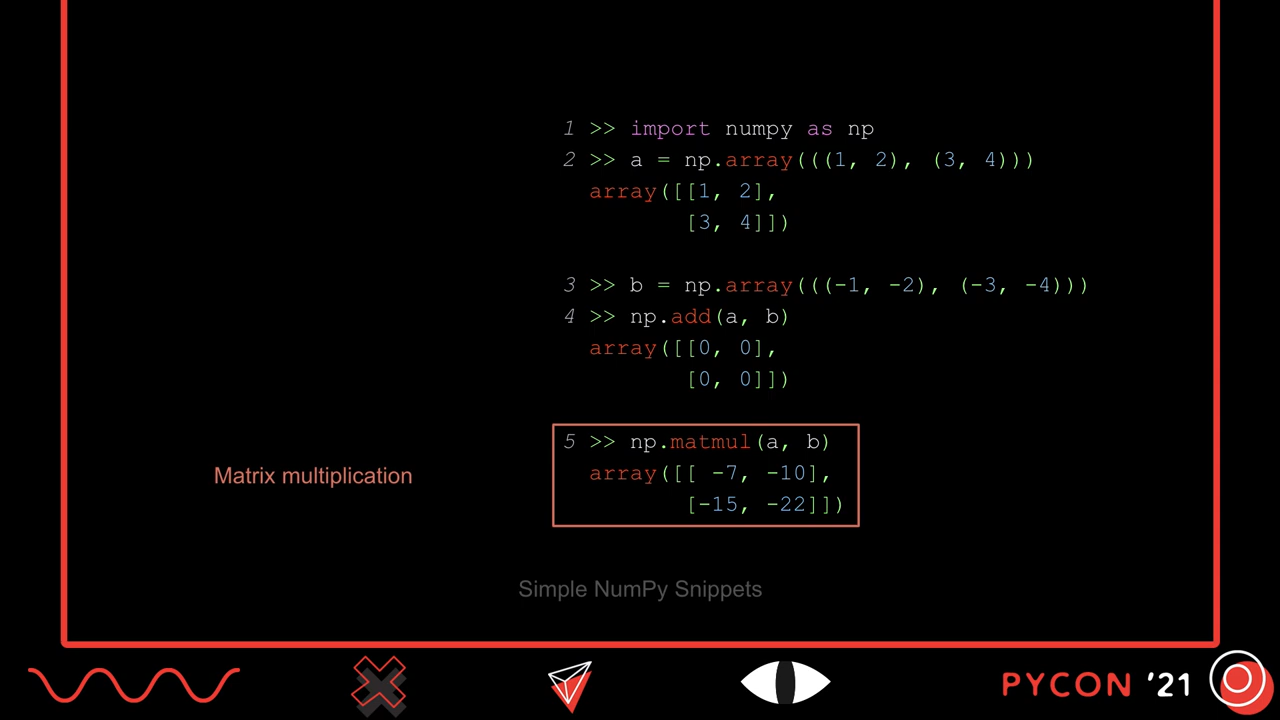 1 >> import numpy as np
2 >> a = np.array(((1, 2), (3, 4)))
array([[1, 2],
[3, 4]])
3 >> b = np.array(((-1, -2), (-3, -4)))
4 >> np.add(a, b)
array([[0, 0],
[0, 0]])
5 >> np.matmul(a, b)
array([[ -7, -10],
[-15, -22]])
Matrix multiplication
Simple NumPy Snippets
PYCON '21